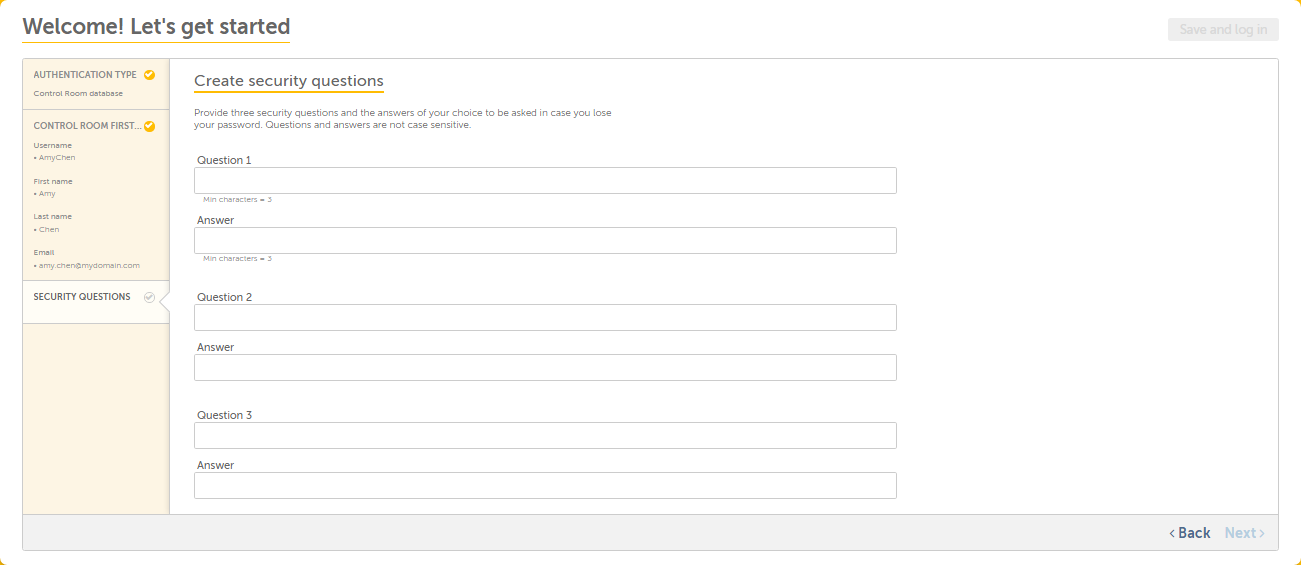 Welcome! Let's get started
Save and log in
AUTHENTICATION TYPE
Control Room database
CONTROL ROOM FIRST...
Username
• AmyChen
First name
• Amy
Last name
• Chen
Email
• amy.chen@mydomain.com
SECURITY QUESTIONS
Create security questions
Provide three security questions and the answers of your choice to be asked in case you lose
your password. Questions and answers are not case sensitive.
Question 1
Min characters = 3
Answer
Min characters = 3
Question 2
Answer
Question 3
Answer
‹ Back
Next ›